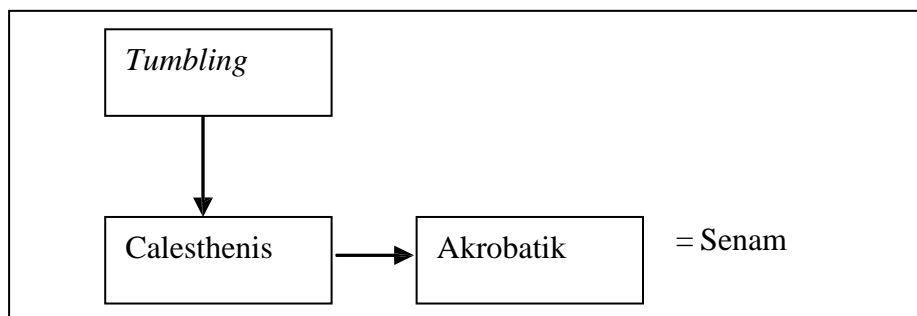 Tumbling
Calesthenis
Akrobatik
= Senam